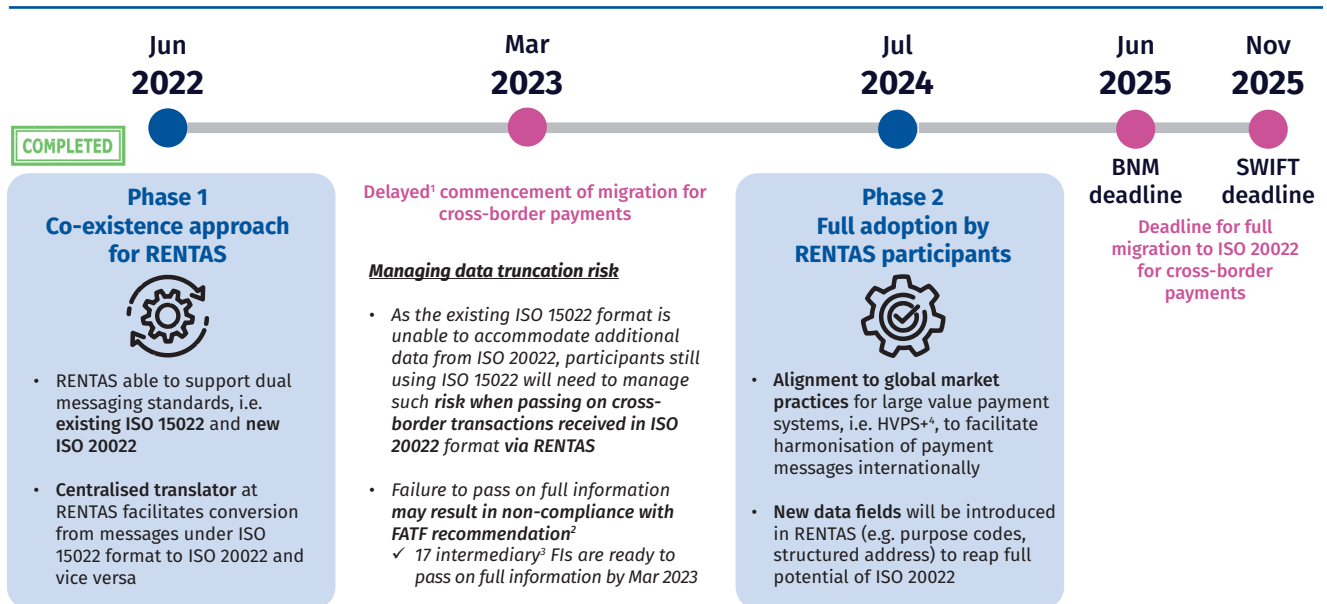 Jun
2022
Mar
2023
Jul
2024
Jun
2025
Nov
2025
COMPLETED
BNM
deadline
SWIFT
deadline
Deadline for full
migration to ISO 20022
for cross-border
payments
Phase 1
Co-existence approach
for RENTAS
• RENTAS able to support dual
messaging standards, i.e.
existing ISO 15022 and new
ISO 20022
• Centralised translator at
RENTAS facilitates conversion
from messages under ISO
15022 format to ISO 20022 and
vice versa
Delayed¹ commencement of migration for
cross-border payments
Managing data truncation risk
• As the existing ISO 15022 format is
unable to accommodate additional
data from ISO 20022, participants still
using ISO 15022 will need to manage
such risk when passing on cross-
border transactions received in ISO
20022 format via RENTAS
• Failure to pass on full information
may result in non-compliance with
FATF recommendation²
✓ 17 intermediary³ FIs are ready to
pass on full information by Mar 2023
Phase 2
Full adoption by
RENTAS participants
• Alignment to global market
practices for large value payment
systems, i.e. HVPS+⁴, to facilitate
harmonisation of payment
messages internationally
• New data fields will be introduced
in RENTAS (e.g. purpose codes,
structured address) to reap full
potential of ISO 20022